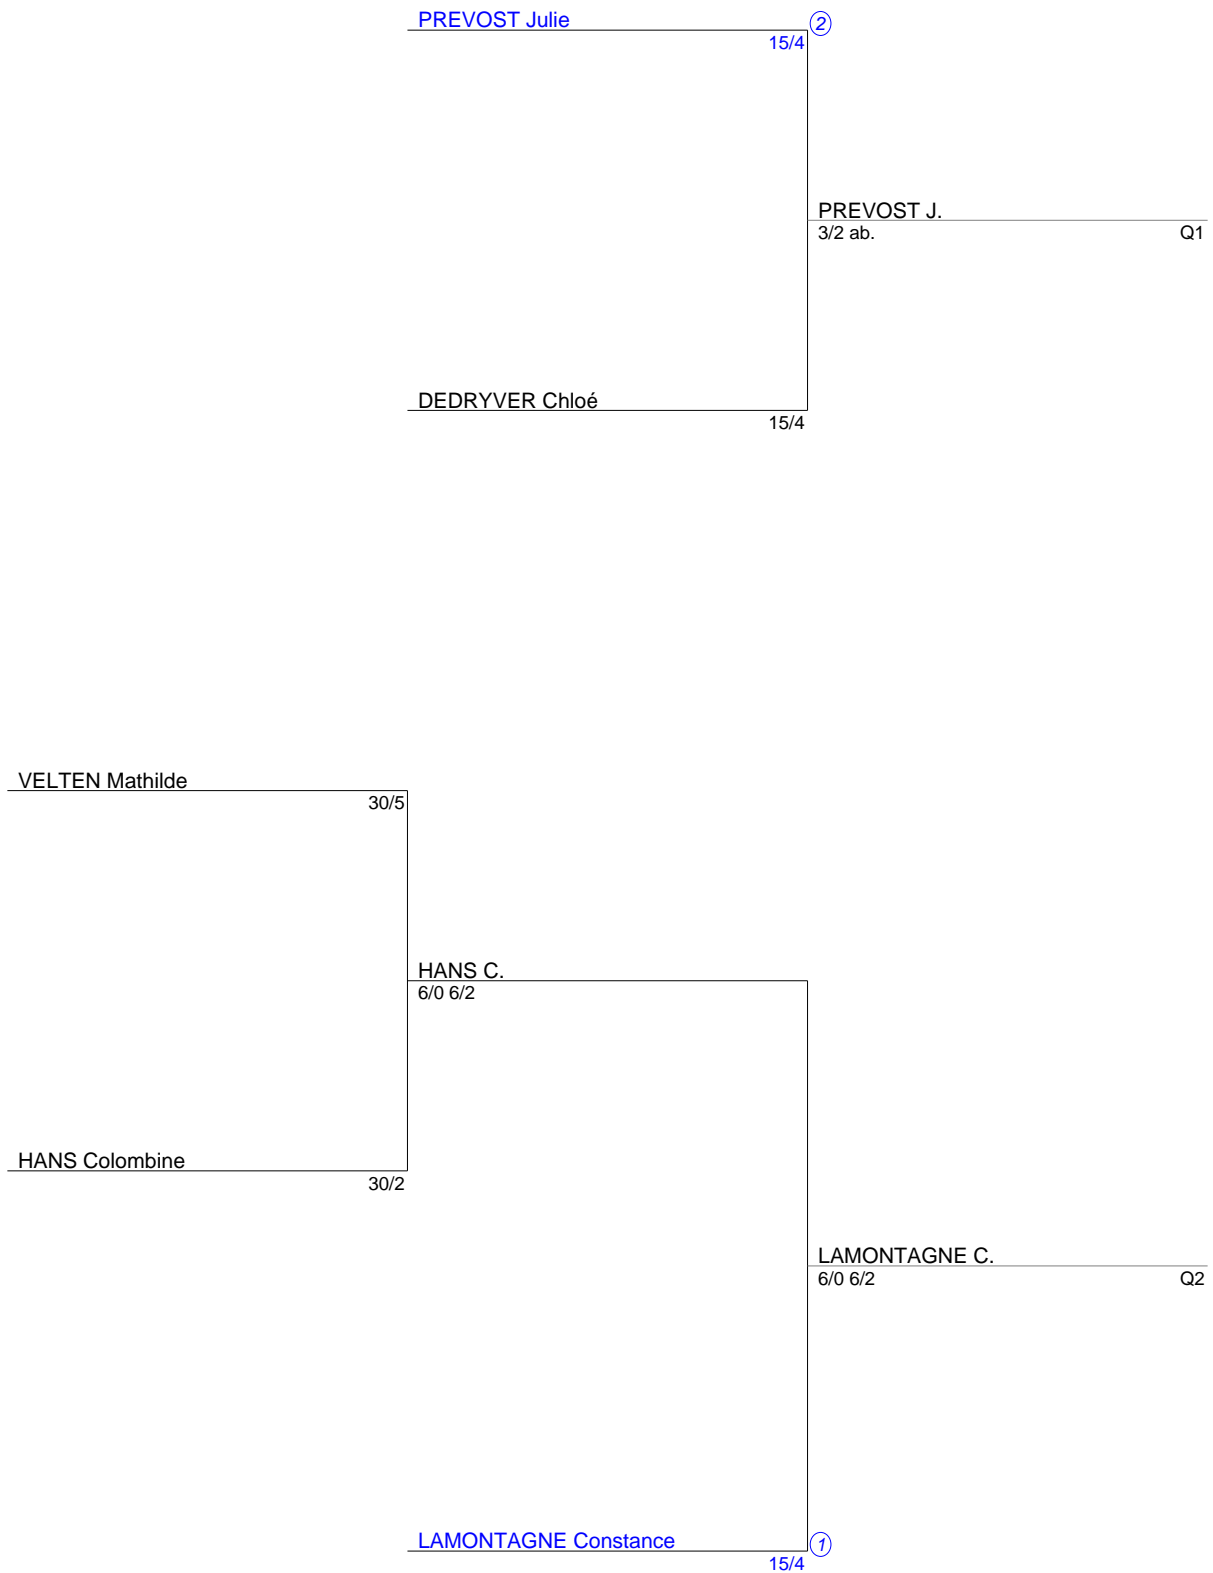 PREVOST Julie
2
15/4
PREVOST J.
3/2 ab.
Q1
DEDRYVER Chloé
15/4
VELTEN Mathilde
30/5
HANS C.
6/0 6/2
HANS Colombine
30/2
LAMONTAGNE C.
6/0 6/2
Q2
LAMONTAGNE Constance
1
15/4